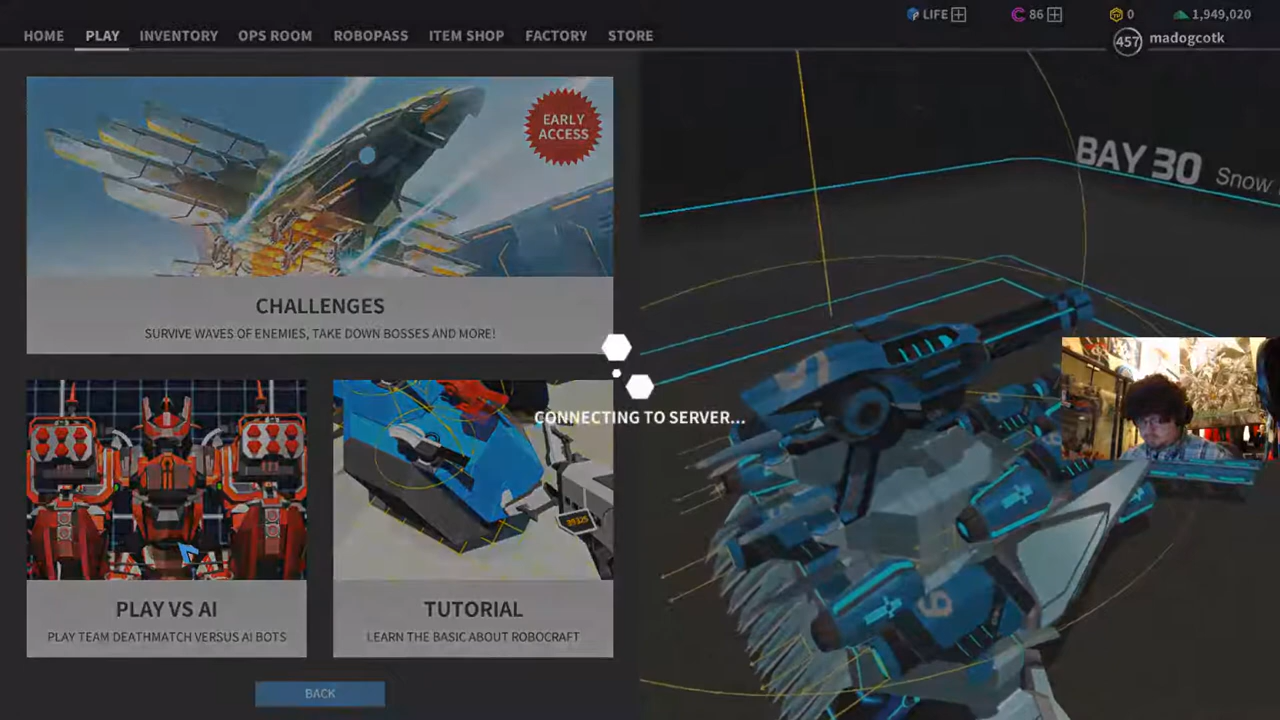 LIFE
86
0
1,949,020
HOME PLAY INVENTORY OPS ROOM ROBOPASS ITEM SHOP FACTORY STORE
457 madogcotk
EARLY
ACCESS
BAY 30 Snow
CHALLENGES
SURVIVE WAVES OF ENEMIES, TAKE DOWN BOSSES AND MORE!
CONNECTING TO SERVER...
PLAY VS AI
PLAY TEAM DEATHMATCH VERSUS AI BOTS
TUTORIAL
LEARN THE BASIC ABOUT ROBOCRAFT
BACK